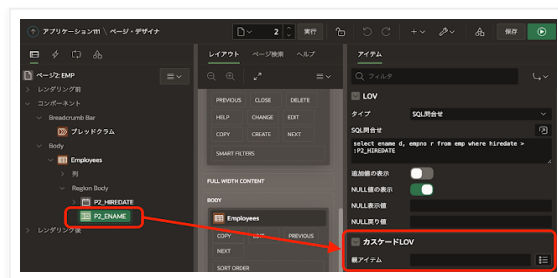 アプリケーション111 \ ページ・デザイナ
2
実行
保存
レイアウト ページ検索 ヘルプ
アイテム
ページ2: EMP
レンダリング前
コンポーネント
Breadcrumb Bar
ブレッドクラム
Body
Employees
列
Region Body
P2_HIREDATE
P2_ENAME
レンダリング後
PREVIOUS CLOSE DELETE
HELP CHANGE EDIT
COPY CREATE NEXT
SMART FILTERS
FULL WIDTH CONTENT
BODY
Employees
COPY EDIT PREVIOUS
NEXT
SORT ORDER
フィルタ
LOV
タイプ SQL問合せ
SQL問合せ
select ename d, empno r from emp where hiredate >
:P2_HIREDATE
追加値の表示
NULL値の表示
NULL表示値
NULL戻り値
カスケードLOV
親アイテム